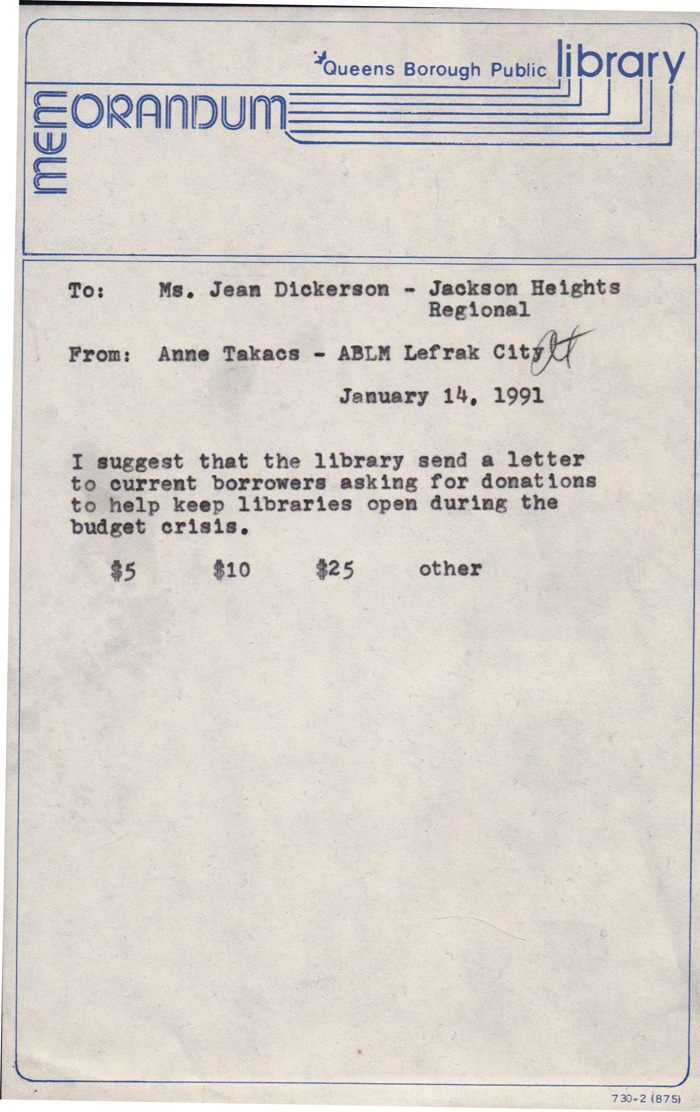 Queens Borough Public library
MEMORANDUM
To: Ms. Jean Dickerson - Jackson Heights
Regional
From: Anne Takacs - ABLM Lefrak City
January 14, 1991
I suggest that the library send a letter
to current borrowers asking for donations
to help keep libraries open during the
budget crisis.
$5 $10 $25 other
730-2 (875)